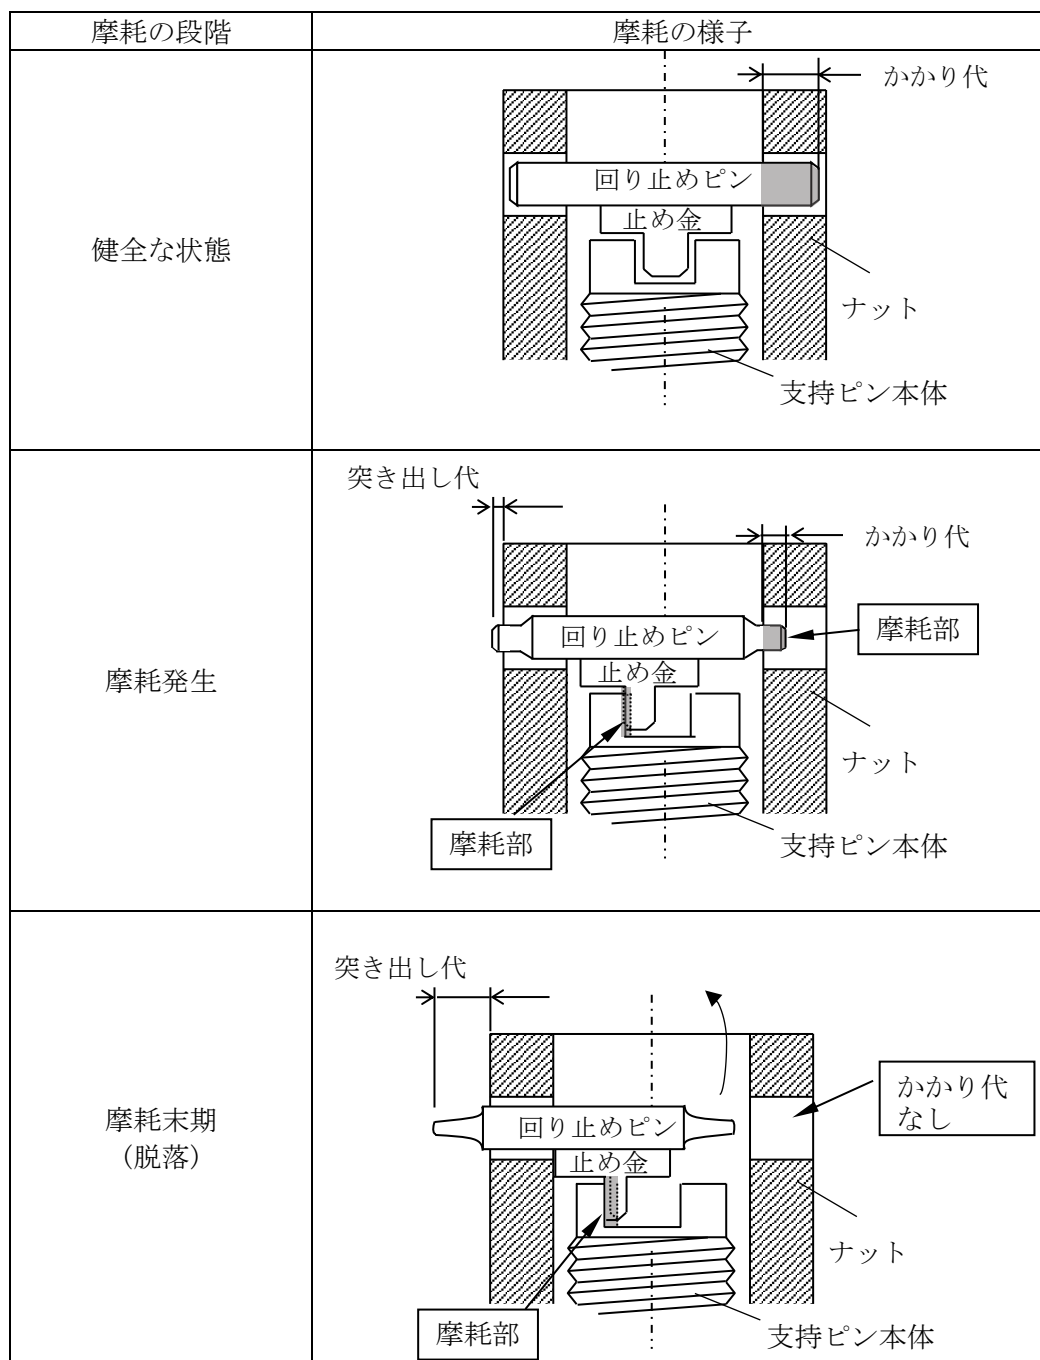 摩耗の段階
摩耗の様子
健全な状態
かかり代
回り止めピン
止め金
ナット
支持ピン本体
摩耗発生
突き出し代
かかり代
回り止めピン
摩耗部
止め金
ナット
摩耗部
支持ピン本体
摩耗末期
（脱落）
突き出し代
かかり代
なし
回り止めピン
止め金
ナット
摩耗部
支持ピン本体